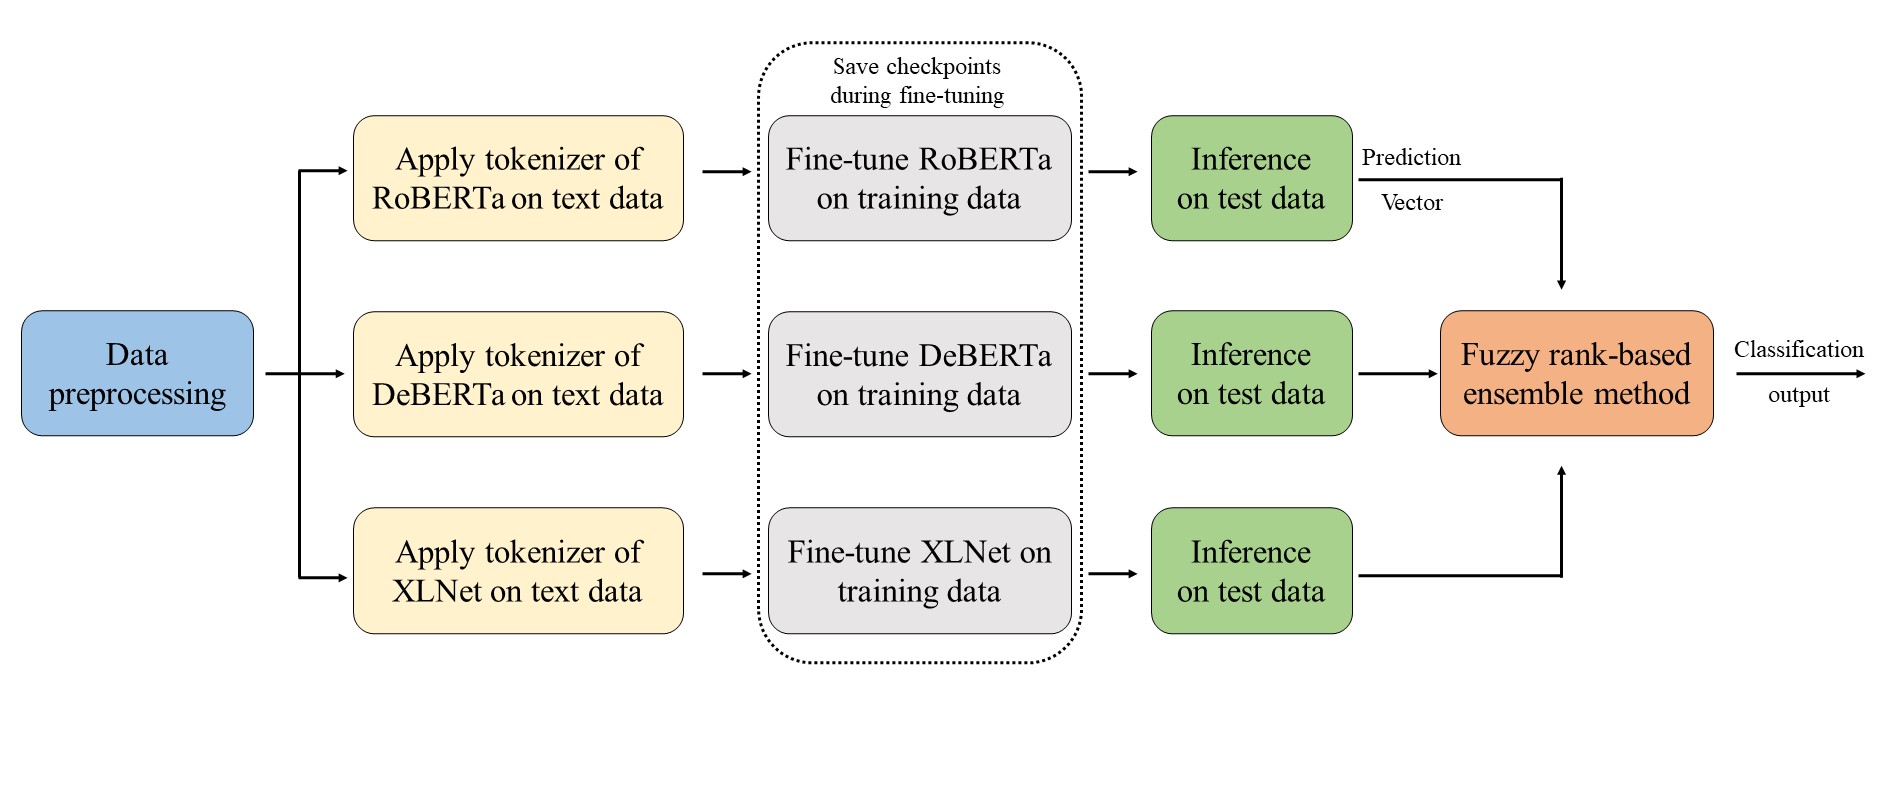 Save checkpoints
during fine-tuning
Apply tokenizer of
RoBERTa on text data
Fine-tune RoBERTa
on training data
Inference
on test data
Prediction
Vector
Data
preprocessing
Apply tokenizer of
DeBERTa on text data
Fine-tune DeBERTa
on training data
Inference
on test data
Fuzzy rank-based
ensemble method
Classification
output
Apply tokenizer of
XLNet on text data
Fine-tune XLNet on
training data
Inference
on test data